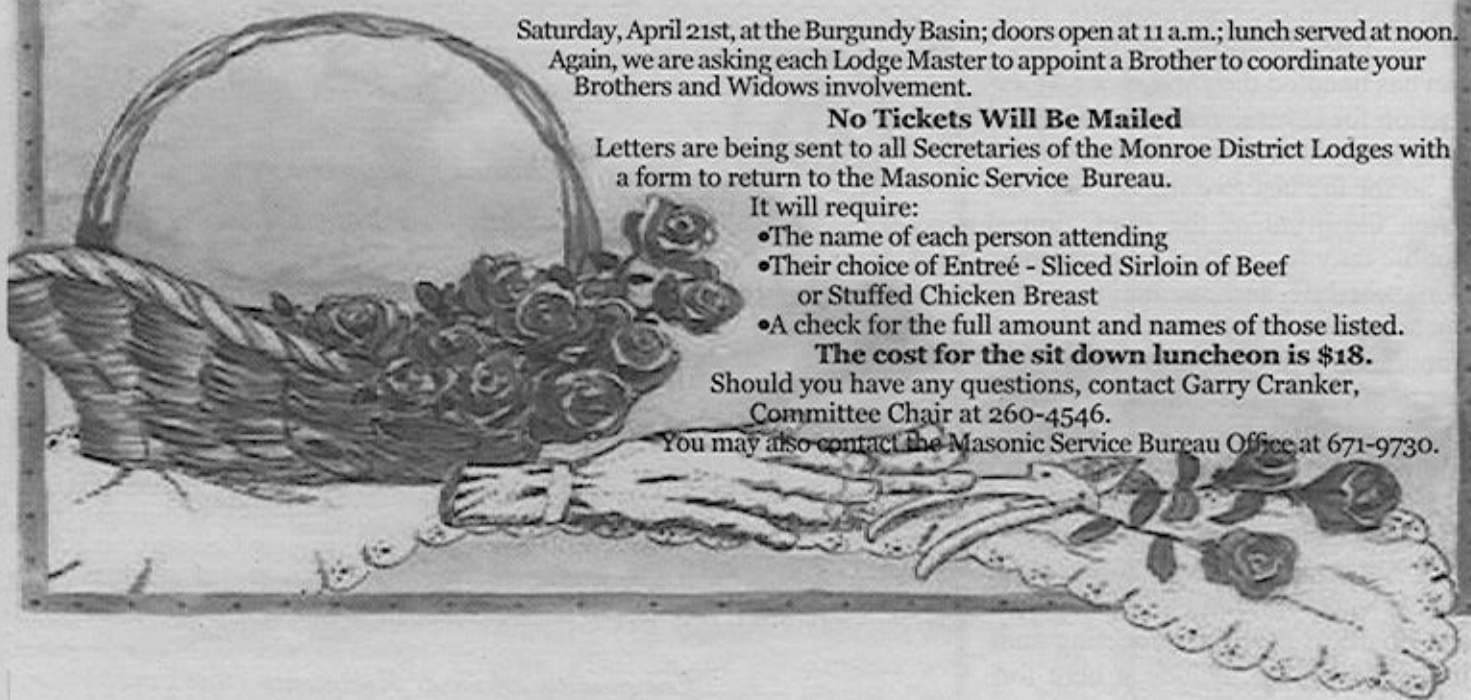 Saturday, April 21st, at the Burgundy Basin; doors open at 11 a.m.; lunch served at noon.
Again, we are asking each Lodge Master to appoint a Brother to coordinate your
Brothers and Widows involvement.
No Tickets Will Be Mailed
Letters are being sent to all Secretaries of the Monroe District Lodges with
a form to return to the Masonic Service Bureau.
It will require:
•The name of each person attending
•Their choice of Entreé - Sliced Sirloin of Beef
or Stuffed Chicken Breast
•A check for the full amount and names of those listed.
The cost for the sit down luncheon is $18.
Should you have any questions, contact Garry Cranker,
Committee Chair at 260-4546.
You may also contact the Masonic Service Bureau Office at 671-9730.